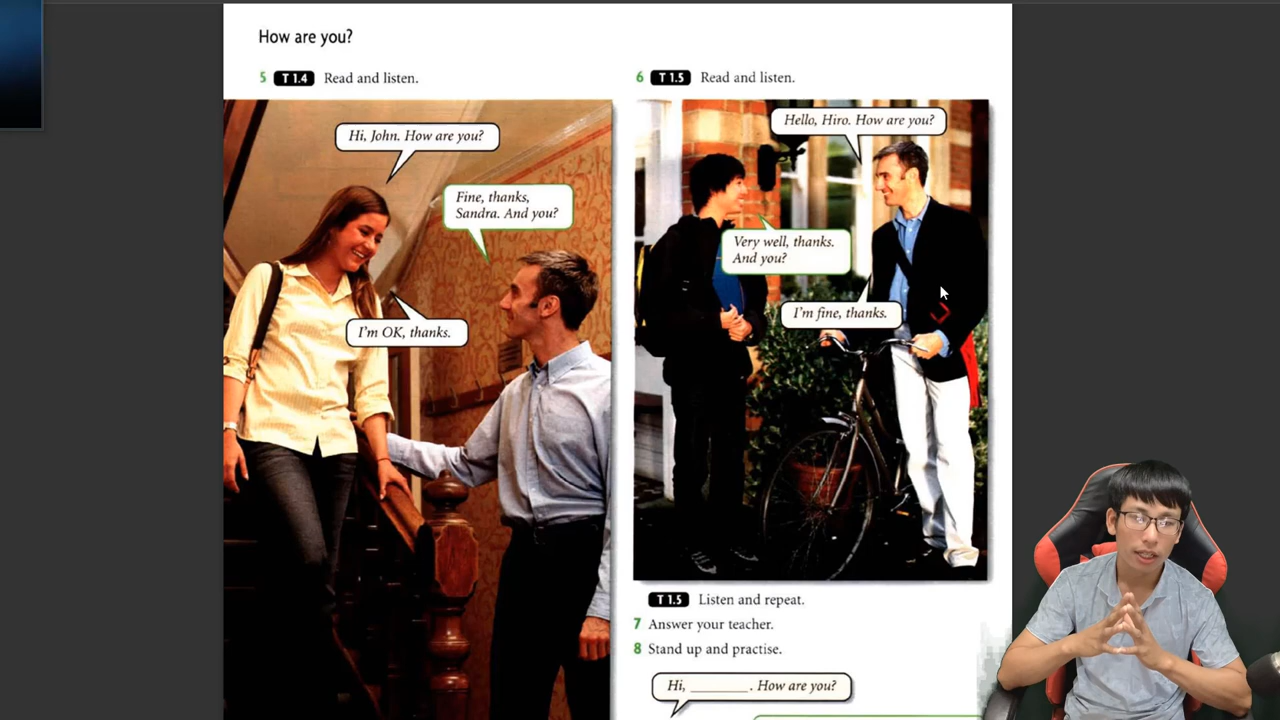 How are you?
5 T 1.4 Read and listen.
Hi, John. How are you?
Fine, thanks,
Sandra. And you?
I'm OK, thanks.
6 T 1.5 Read and listen.
Hello, Hiro. How are you?
Very well, thanks.
And you?
I'm fine, thanks.
T 1.5 Listen and repeat.
7 Answer your teacher.
8 Stand up and practise.
Hi, ________. How are you?